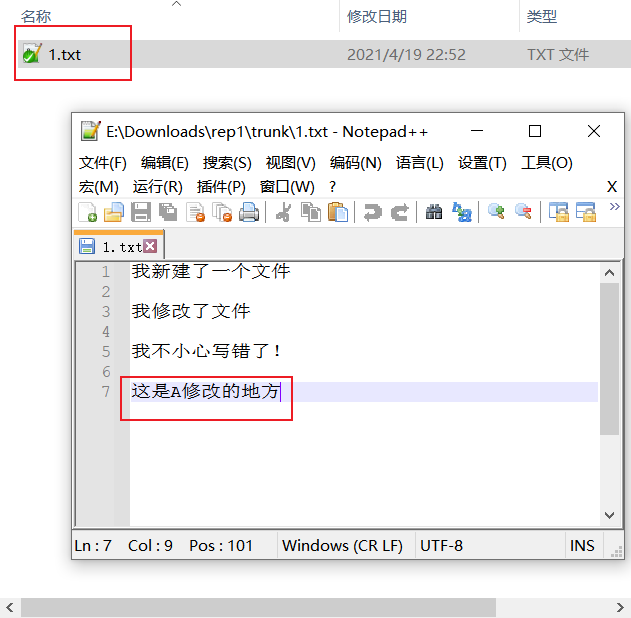 名称 修改日期 类型
1.txt 2021/4/19 22:52 TXT 文件
E:\Downloads\rep1\trunk\1.txt - Notepad++
文件(F) 编辑(E) 搜索(S) 视图(V) 编码(N) 语言(L) 设置(T) 工具(O)
宏(M) 运行(R) 插件(P) 窗口(W) ? X
1.txt
1 我新建了一个文件
2
3 我修改了文件
4
5 我不小心写错了!
6
7 这是A修改的地方
Ln : 7 Col : 9 Pos : 101 Windows (CR LF) UTF-8 INS